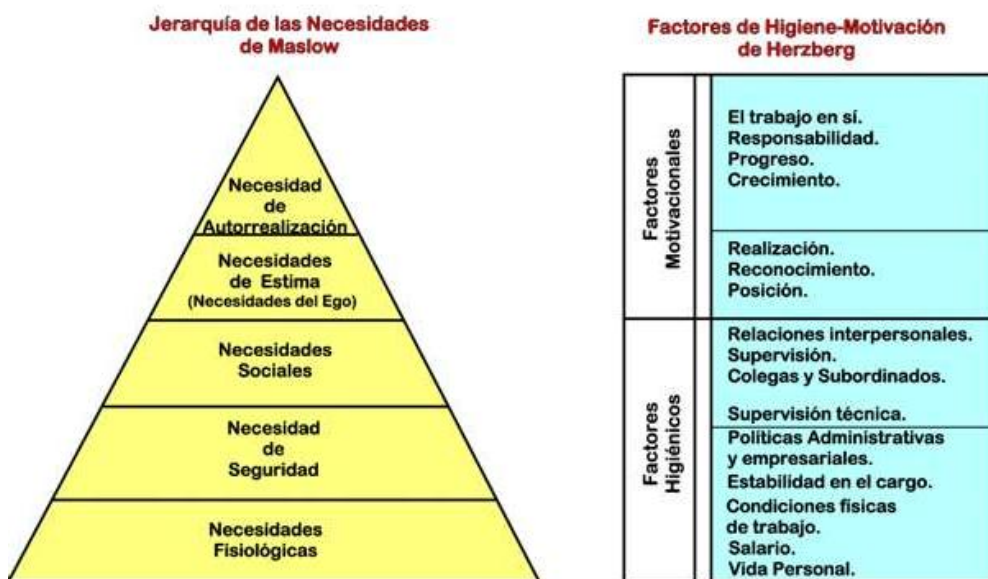 Jerarquía de las Necesidades
de Maslow
Necesidad
de
Autorrealización
Necesidades
de Estima
(Necesidades del Ego)
Necesidades
Sociales
Necesidad
de
Seguridad
Necesidades
Fisiológicas
Factores de Higiene-Motivación
de Herzberg
Factores
Motivacionales
El trabajo en sí.
Responsabilidad.
Progreso.
Crecimiento.
Realización.
Reconocimiento.
Posición.
Factores
Higiénicos
Relaciones interpersonales.
Supervisión.
Colegas y Subordinados.
Supervisión técnica.
Políticas Administrativas
y empresariales.
Estabilidad en el cargo.
Condiciones físicas
de trabajo.
Salario.
Vida Personal.